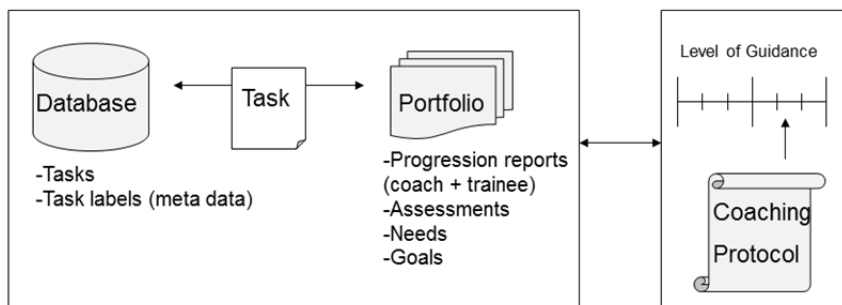 Database
-Tasks
-Task labels (meta data)
Task
Portfolio
-Progression reports
(coach + trainee)
-Assessments
-Needs
-Goals
Level of Guidance
Coaching
Protocol